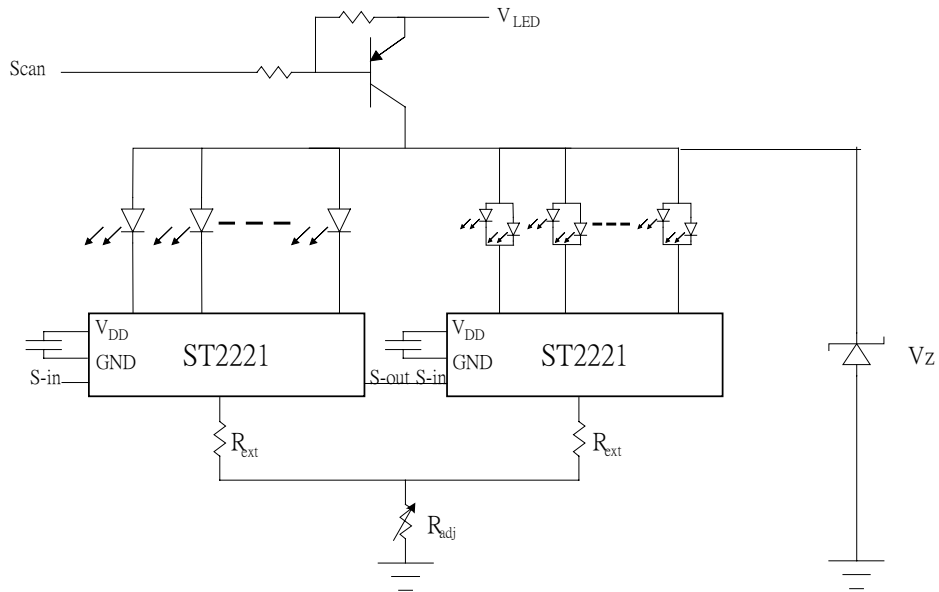 V_LED
Scan
V_DD
GND
S-in
ST2221
S-out S-in
V_DD
GND
ST2221
Vz
R_ext
R_ext
R_adj